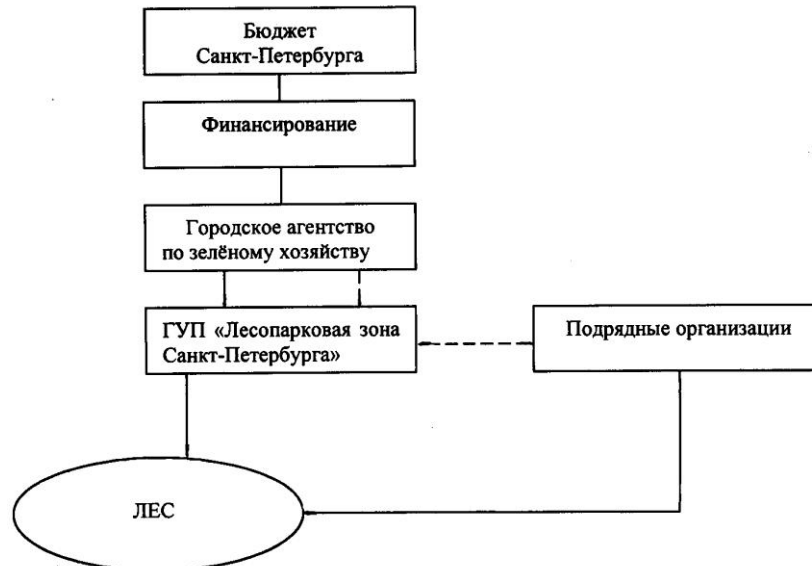 Бюджет
Санкт-Петербурга
Финансирование
Городское агентство
по зелёному хозяйству
ГУП «Лесопарковая зона
Санкт-Петербурга»
Подрядные организации
ЛЕС